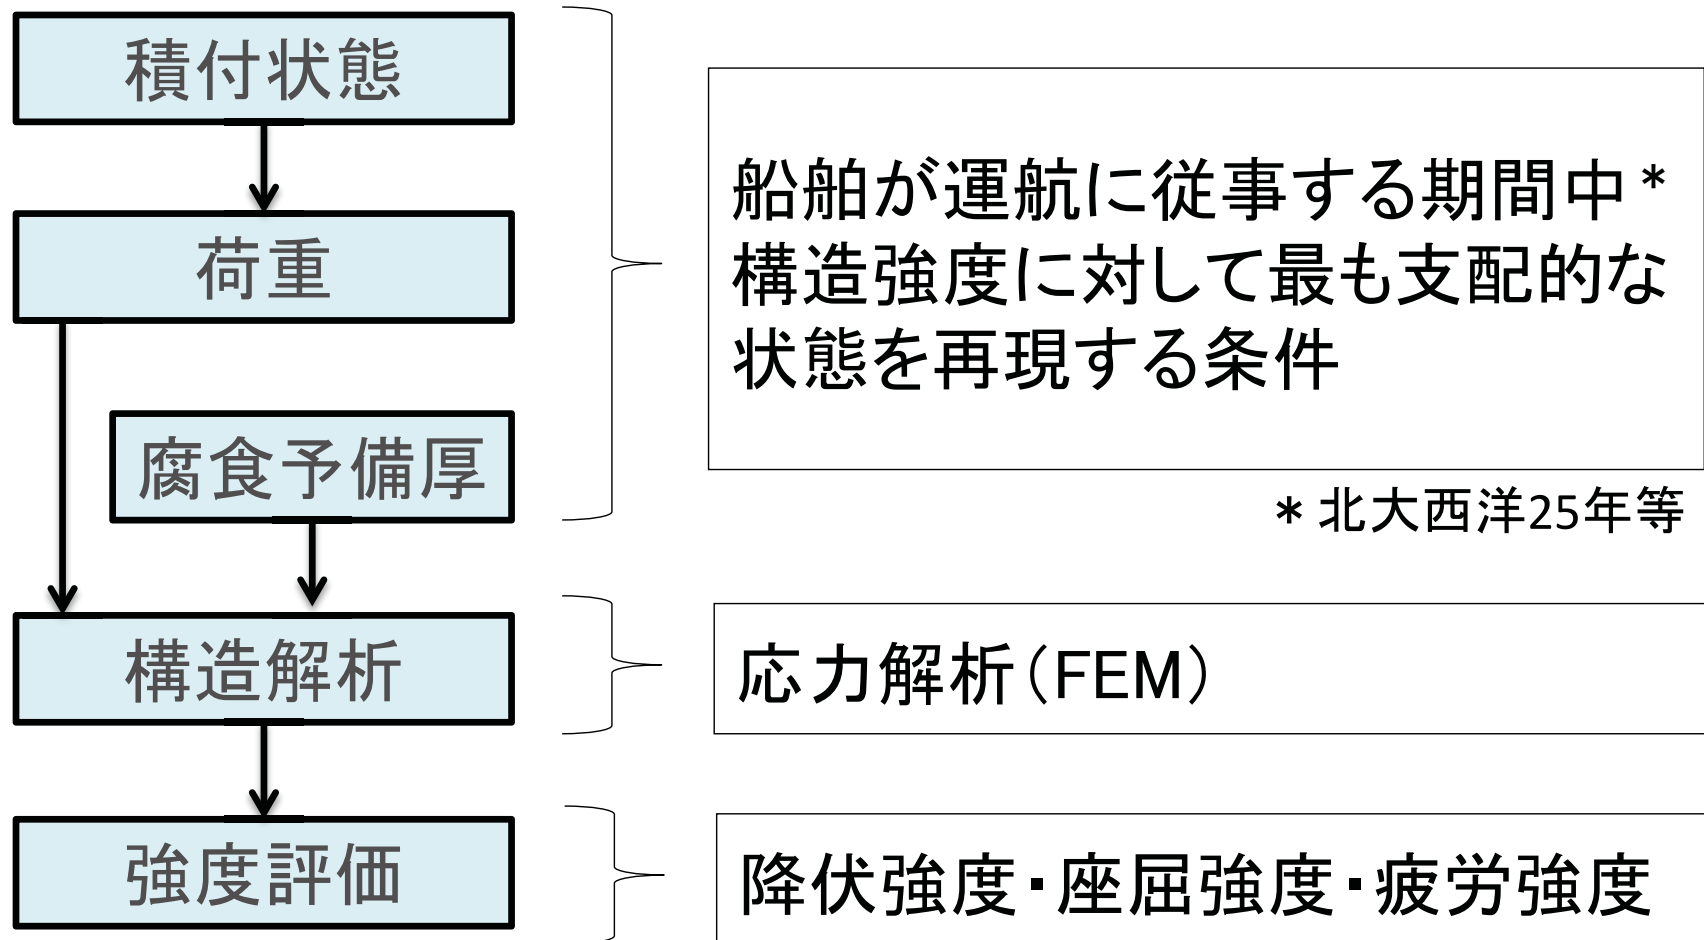 積付状態
荷重
腐食予備厚
構造解析
強度評価
船舶が運航に従事する期間中*
構造強度に対して最も支配的な
状態を再現する条件
*北大西洋25年等
応力解析(FEM)
降伏強度・座屈強度・疲労強度